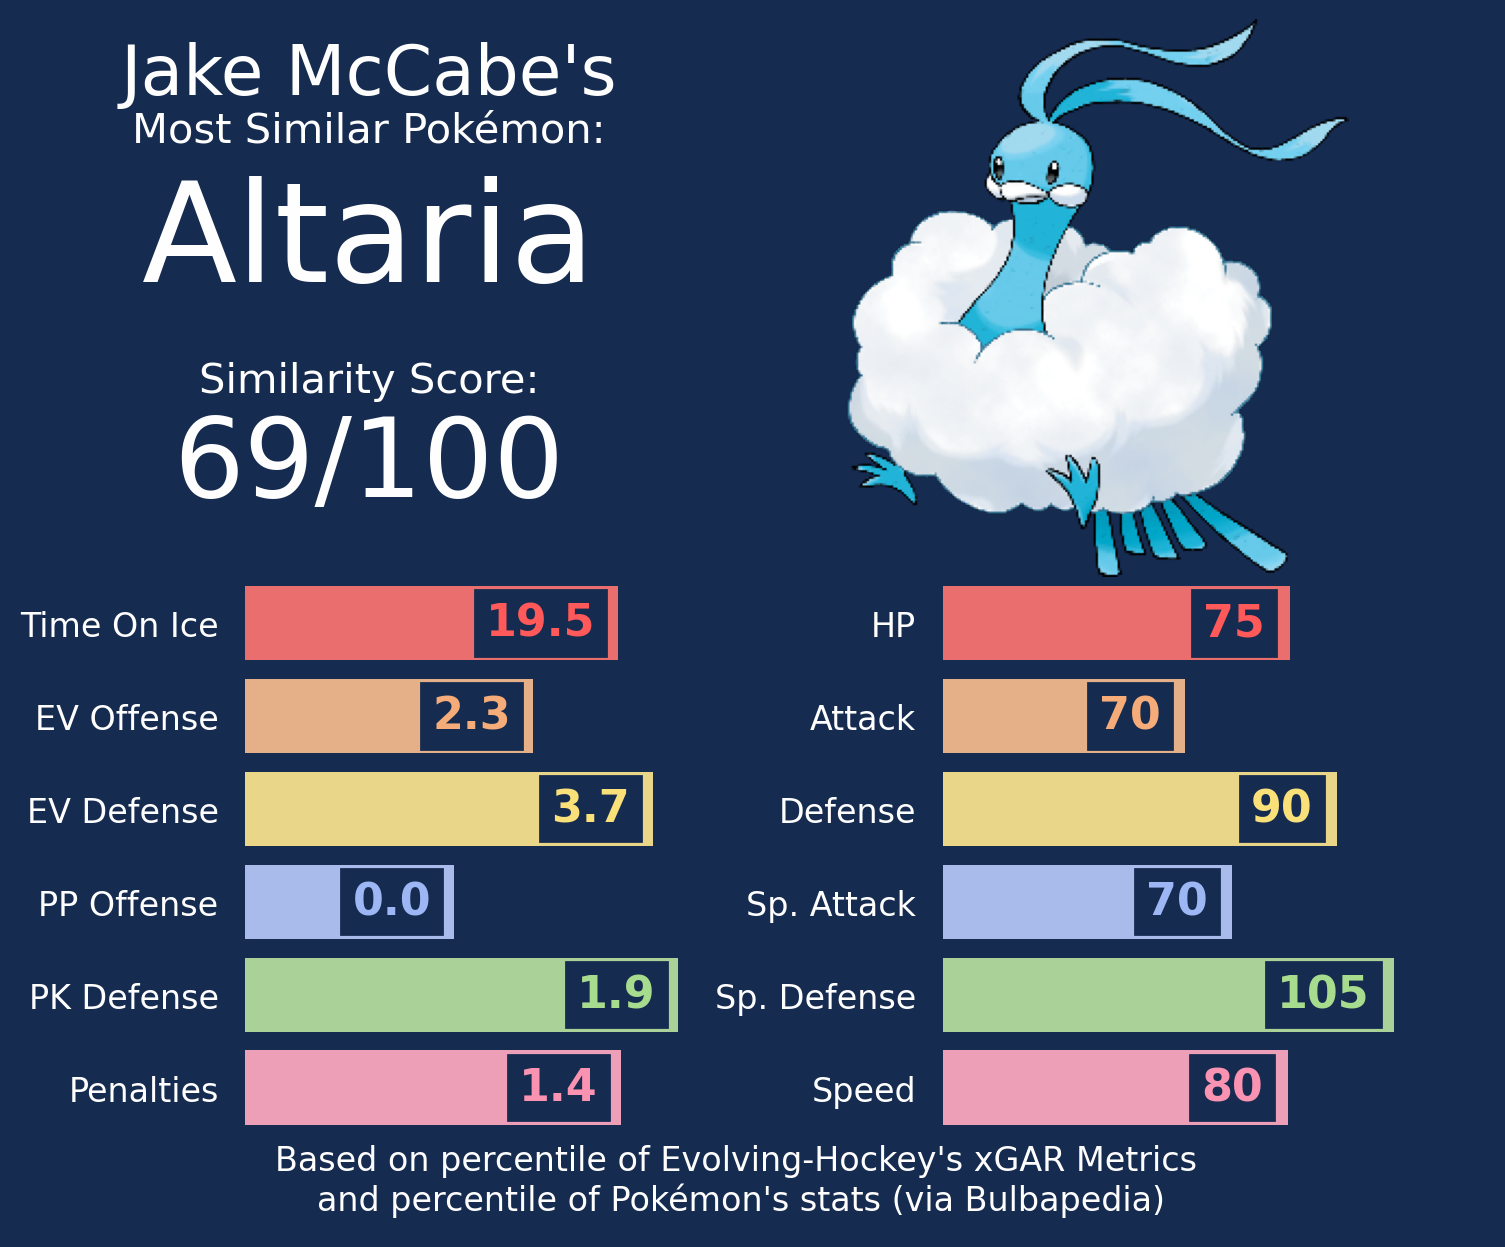 Jake McCabe's
Most Similar Pokémon:
Altaria
Similarity Score:
69/100
Time On Ice 19.5
EV Offense 2.3
EV Defense 3.7
PP Offense 0.0
PK Defense 1.9
Penalties 1.4
HP 75
Attack 70
Defense 90
Sp. Attack 70
Sp. Defense 105
Speed 80
Based on percentile of Evolving-Hockey's xGAR Metrics
and percentile of Pokémon's stats (via Bulbapedia)